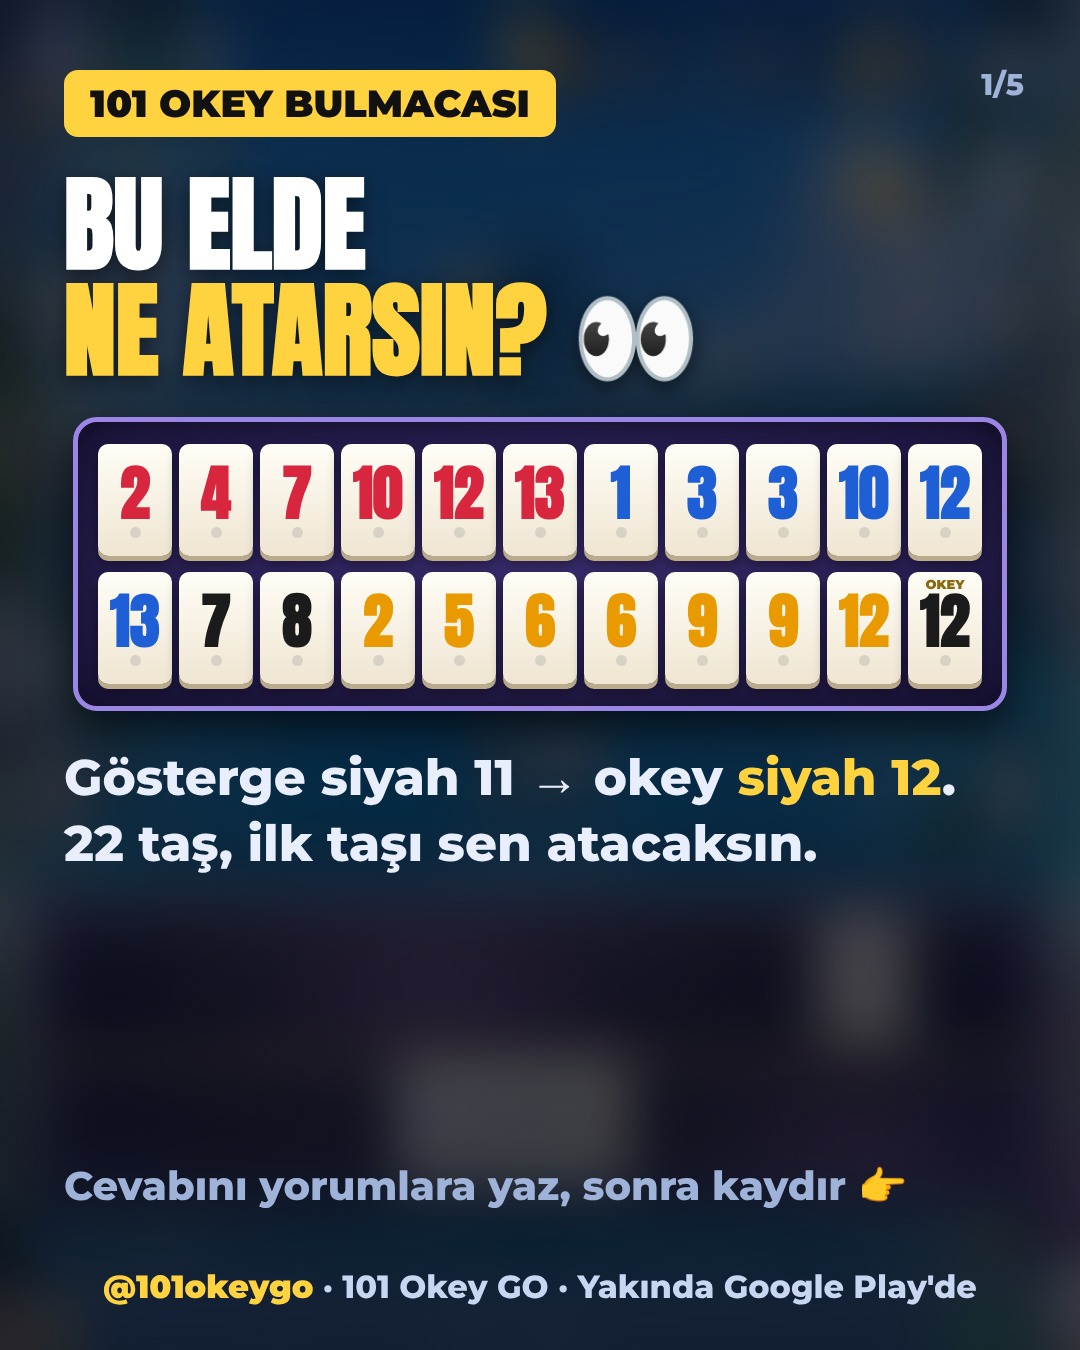 101 OKEY BULMACASI
1/5
BU ELDE
NE ATARSIN? 👀
2 4 7 10 12 13 1 3 3 10 12
OKEY
13 7 8 2 5 6 6 9 9 12 12
Gösterge siyah 11 → okey siyah 12.
22 taş, ilk taşı sen atacaksın.
Cevabını yorumlara yaz, sonra kaydır 👉
@101okeygo · 101 Okey GO · Yakında Google Play'de